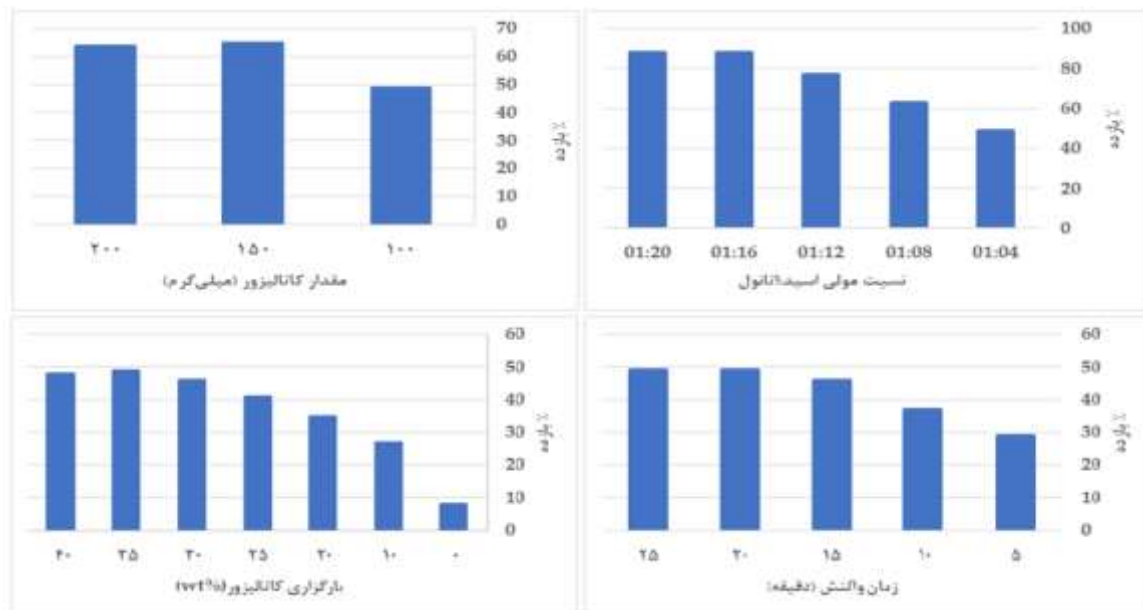 70
60
50
40
30
20
10
0
٪ بازده
۲۰۰ ۱۵۰ ۱۰۰
مقدار کاتالیزور (میلی‌گرم)
100
80
60
40
20
0
٪ بازده
01:20 01:16 01:12 01:08 01:04
نسبت مولی اسید:اتانول
60
50
40
30
20
10
0
٪ بازده
۴۰ ۳۵ ۳۰ ۲۵ ۲۰ ۱۰ ۰
بارگزاری کاتالیزور(wt%)
60
50
40
30
20
10
0
٪ بازده
۲۵ ۲۰ ۱۵ ۱۰ ۵
زمان واکنش (دقیقه)